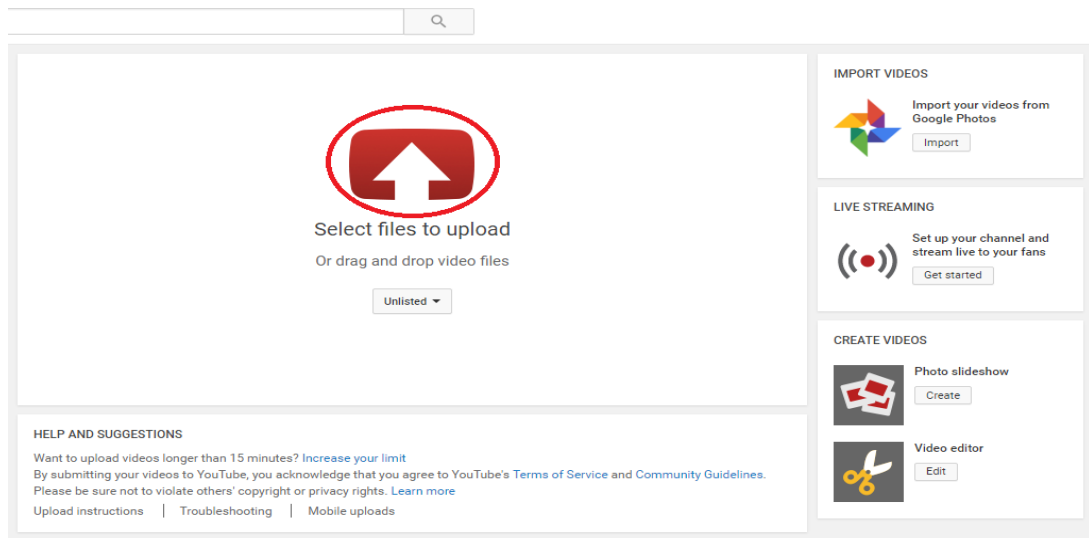 Select files to upload
Or drag and drop video files
Unlisted
HELP AND SUGGESTIONS
Want to upload videos longer than 15 minutes? Increase your limit
By submitting your videos to YouTube, you acknowledge that you agree to YouTube's Terms of Service and Community Guidelines.
Please be sure not to violate others' copyright or privacy rights. Learn more
Upload instructions | Troubleshooting | Mobile uploads
IMPORT VIDEOS
Import your videos from
Google Photos
Import
LIVE STREAMING
Set up your channel and
stream live to your fans
Get started
CREATE VIDEOS
Photo slideshow
Create
Video editor
Edit